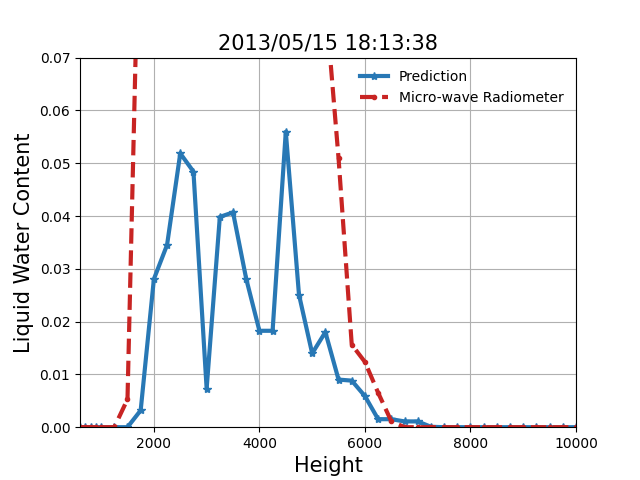 2013/05/15 18:13:38
Prediction
Micro-wave Radiometer
Liquid Water Content
0.07
0.06
0.05
0.04
0.03
0.02
0.01
0.00
2000 4000 6000 8000 10000
Height